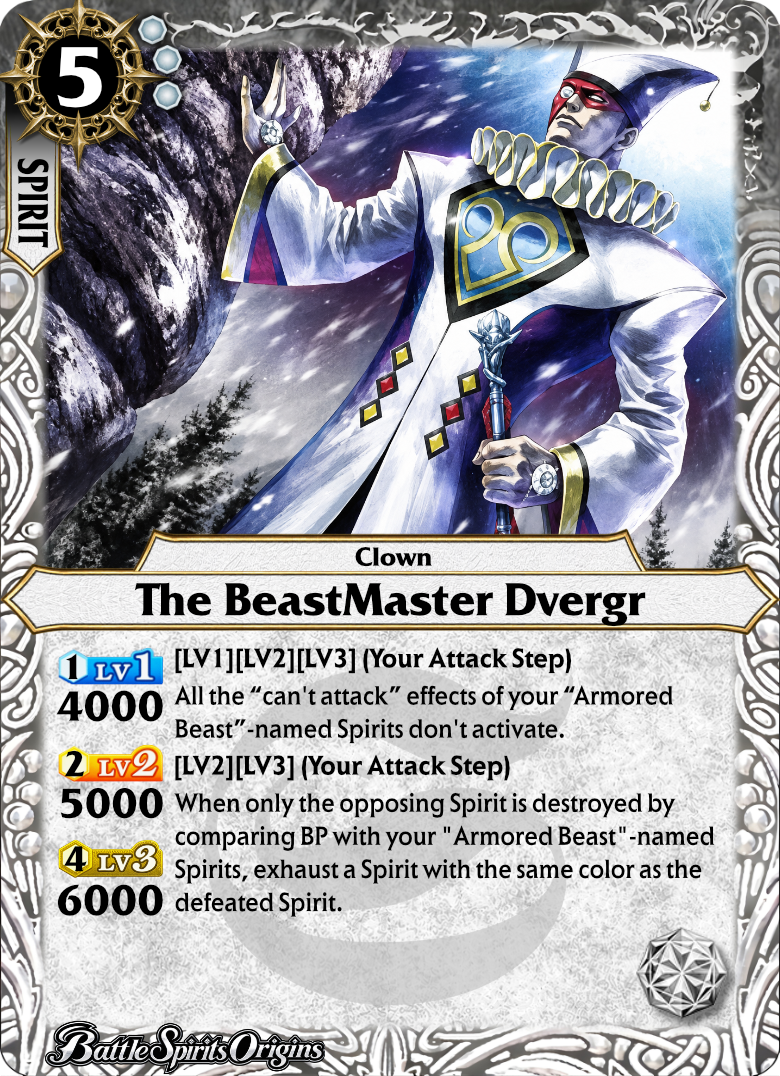 5
SPIRIT
Clown
The BeastMaster Dvergr
1 LV1
4000
[LV1][LV2][LV3] (Your Attack Step)
All the “can't attack” effects of your “Armored
Beast”-named Spirits don't activate.
2 LV2
5000
[LV2][LV3] (Your Attack Step)
When only the opposing Spirit is destroyed by
comparing BP with your "Armored Beast"-named
Spirits, exhaust a Spirit with the same color as the
defeated Spirit.
4 LV3
6000
Battle Spirits Origins